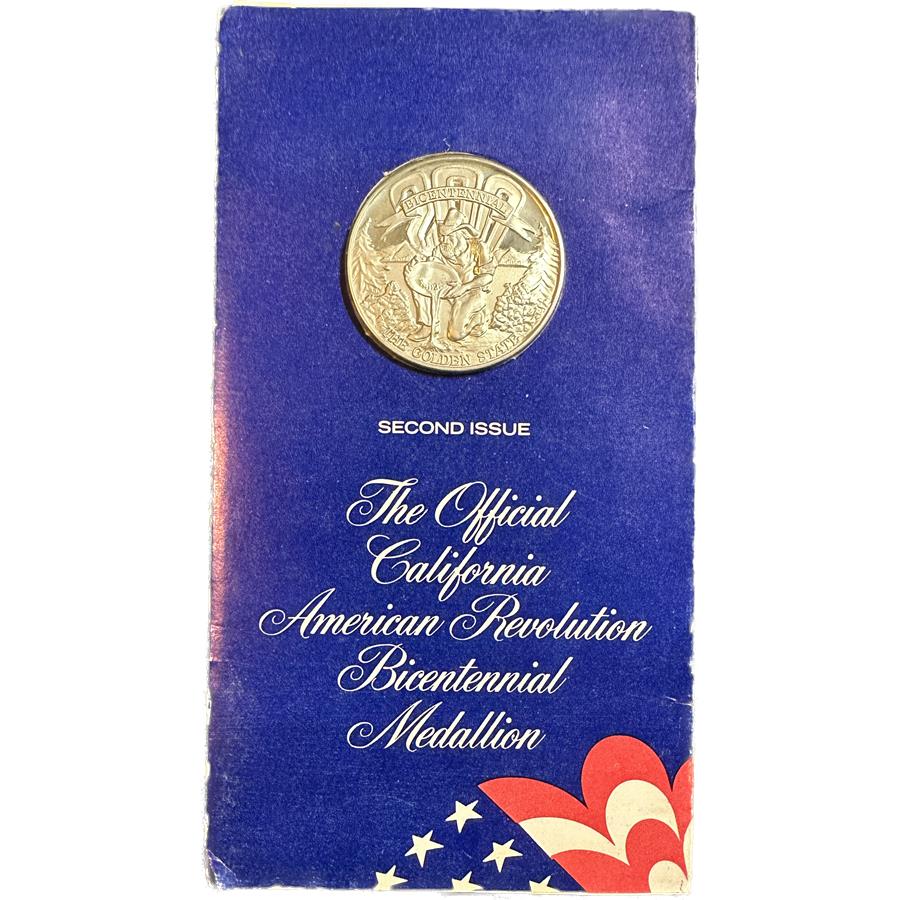 BICENTENNIAL
THE GOLDEN STATE
SECOND ISSUE
The Official
California
American Revolution
Bicentennial
Medallion